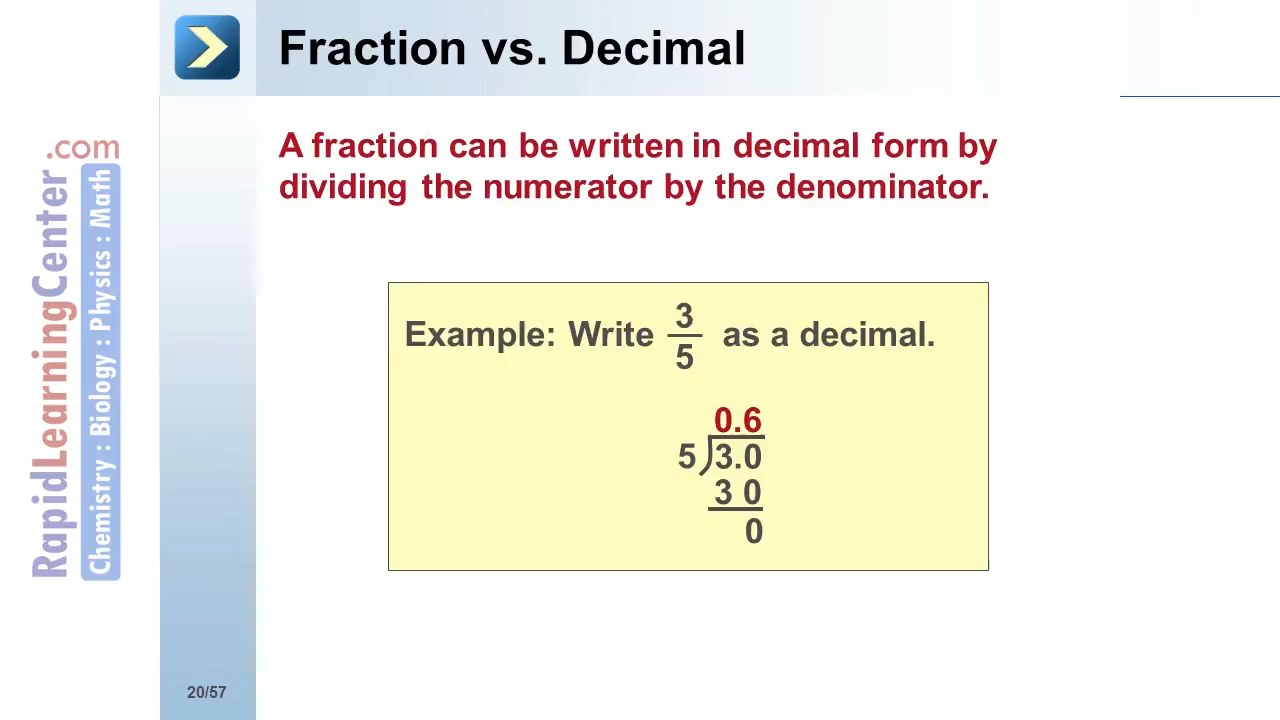 Fraction vs. Decimal
A fraction can be written in decimal form by
dividing the numerator by the denominator.
Example: Write 3/5 as a decimal.
0.6
5)3.0
3 0
0
RapidLearningCenter.com
Chemistry : Biology : Physics : Math
20/57